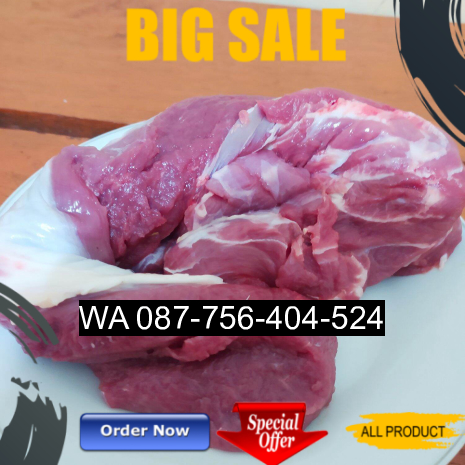 BIG SALE
WA 087-756-404-524
Order Now
Special
Offer
ALL PRODUCT